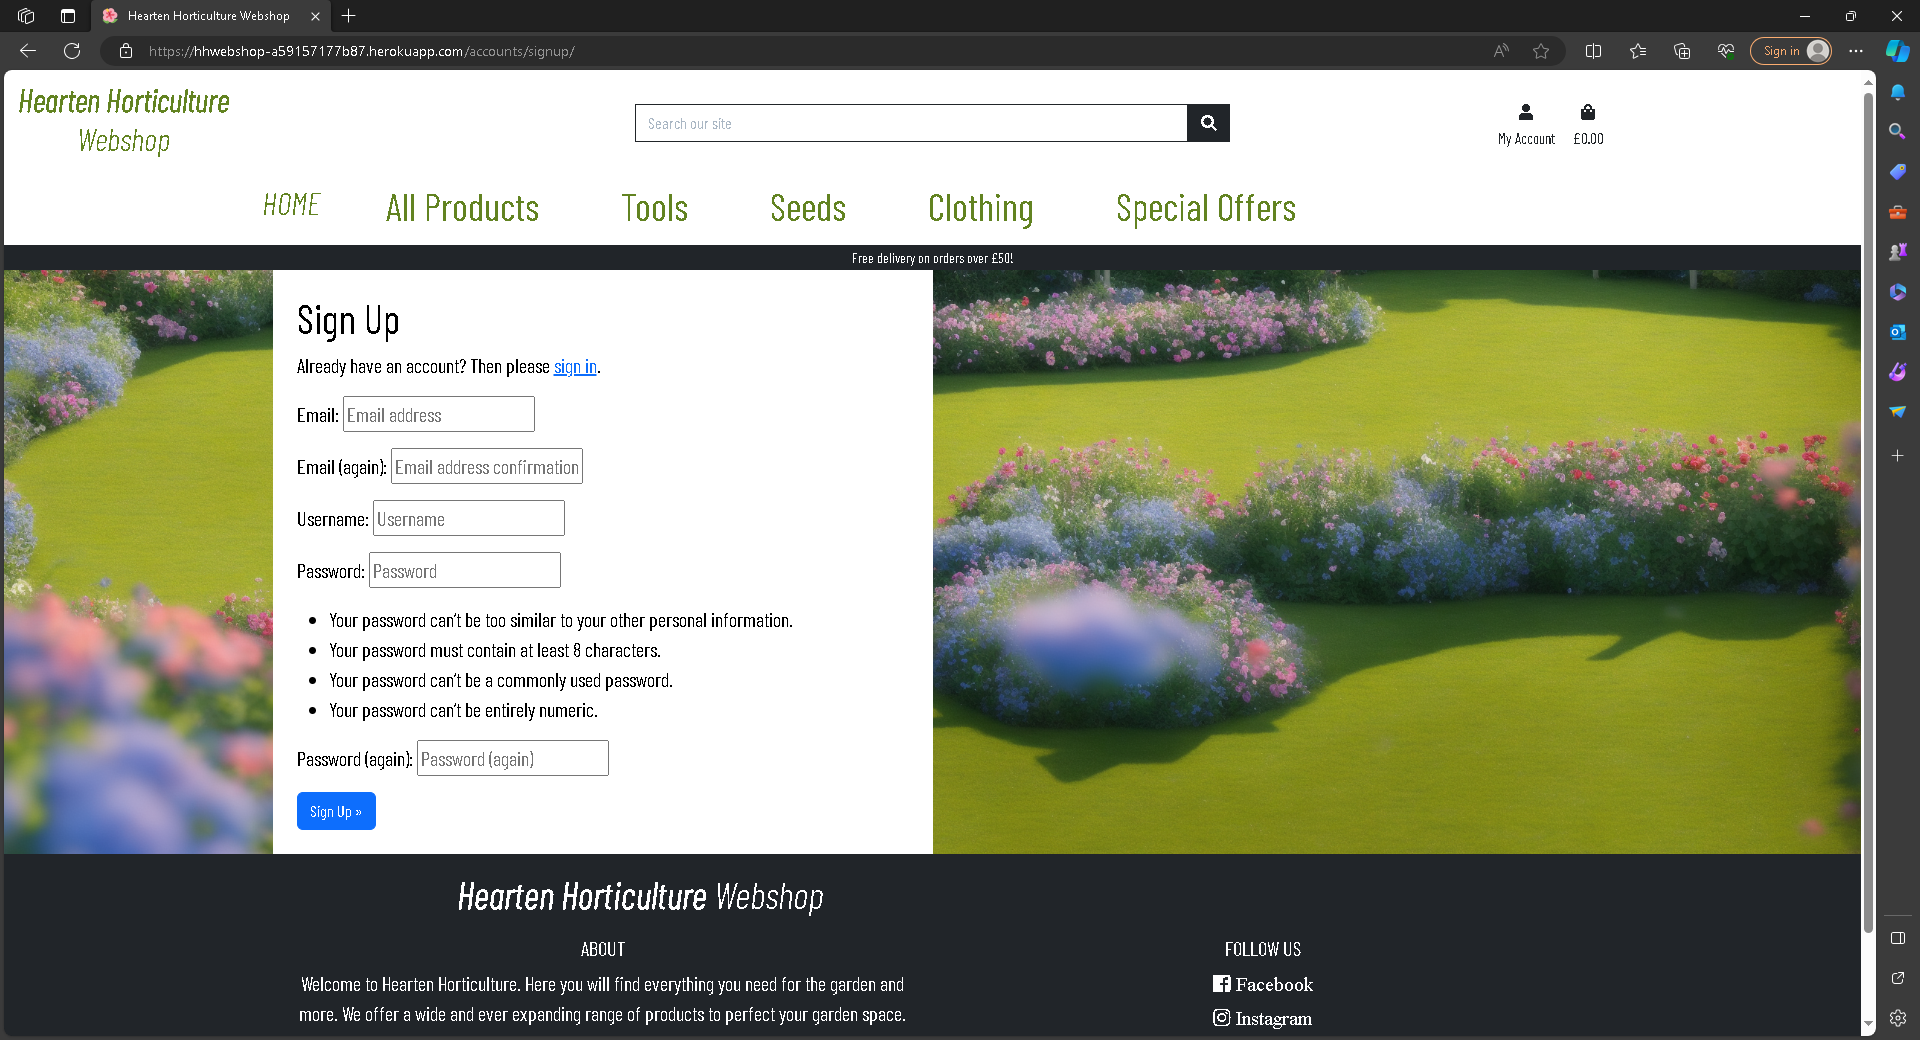 Hearten Horticulture Webshop
https://hhwebshop-a59157177b87.herokuapp.com/accounts/signup/
Sign in
Hearten Horticulture
Webshop
Search our site
My Account
£0.00
HOME
All Products
Tools
Seeds
Clothing
Special Offers
Free delivery on orders over £50!
Sign Up
Already have an account? Then please sign in.
Email: Email address
Email (again): Email address confirmation
Username: Username
Password: Password
• Your password can’t be too similar to your other personal information.
• Your password must contain at least 8 characters.
• Your password can’t be a commonly used password.
• Your password can’t be entirely numeric.
Password (again): Password (again)
Sign Up »
Hearten Horticulture Webshop
ABOUT
Welcome to Hearten Horticulture. Here you will find everything you need for the garden and
more. We offer a wide and ever expanding range of products to perfect your garden space.
FOLLOW US
Facebook
Instagram